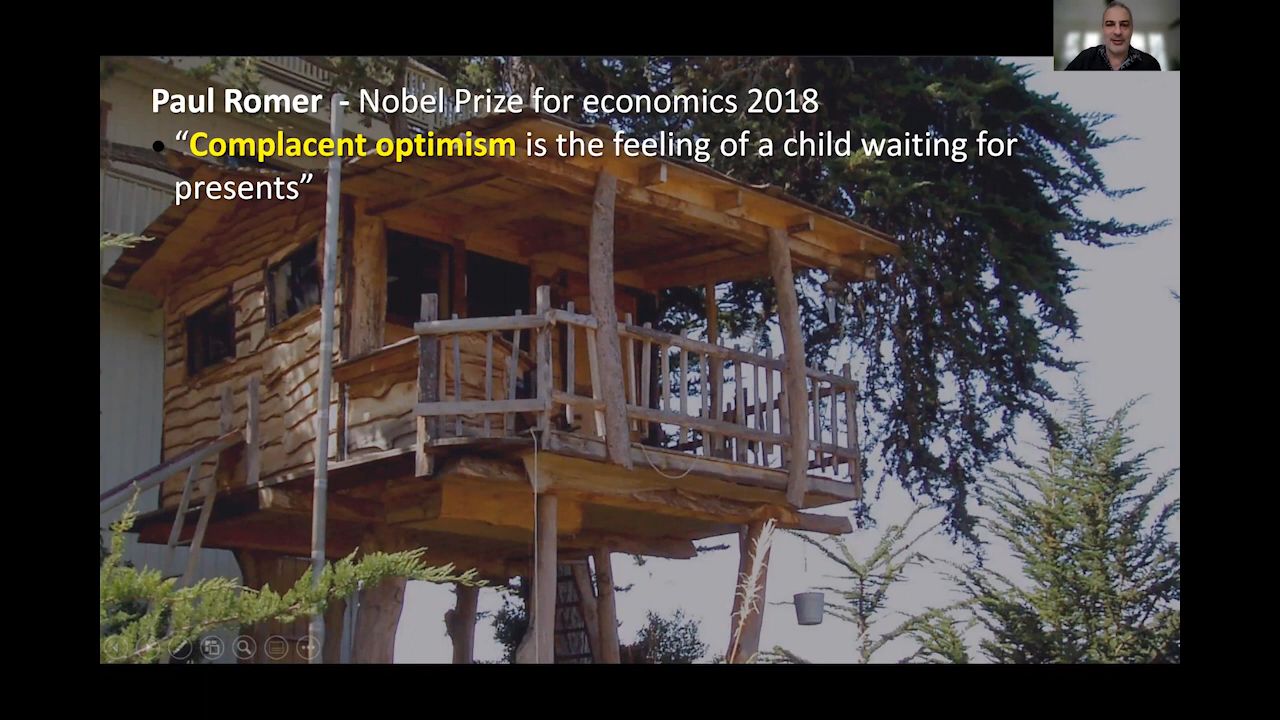 Paul Romer - Nobel Prize for economics 2018
• “Complacent optimism is the feeling of a child waiting for
presents”